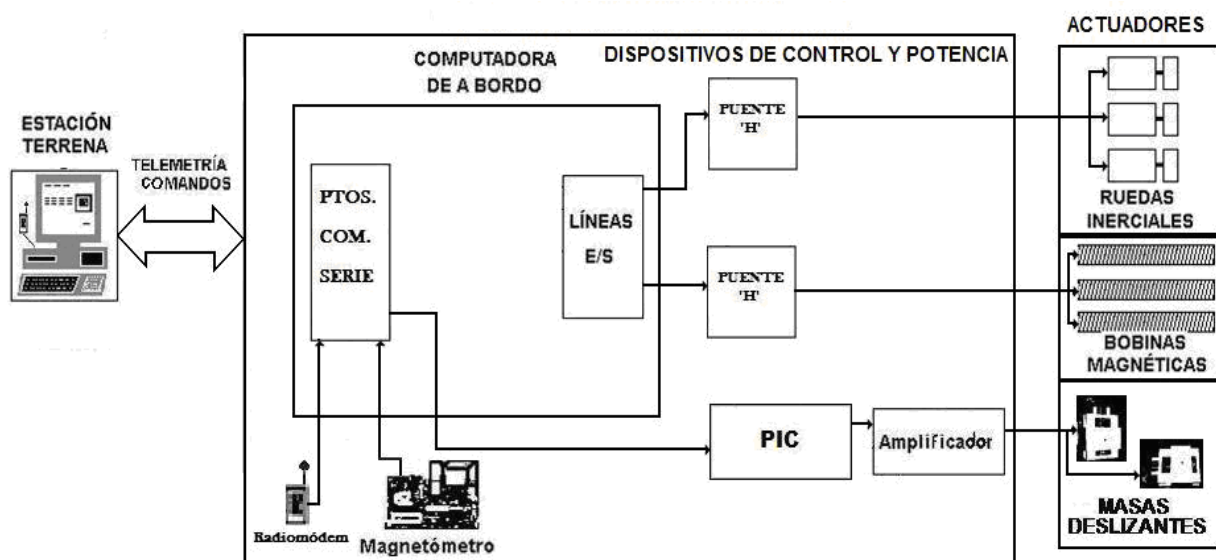 ACTUADORES
DISPOSITIVOS DE CONTROL Y POTENCIA
COMPUTADORA
DE A BORDO
ESTACIÓN
TERRENA
TELEMETRÍA
COMANDOS
PTOS.
COM.
SERIE
LÍNEAS
E/S
PUENTE
'H'
PUENTE
'H'
RUEDAS
INERCIALES
BOBINAS
MAGNÉTICAS
PIC
Amplificador
MASAS
DESLIZANTES
Radiomódem
Magnetómetro